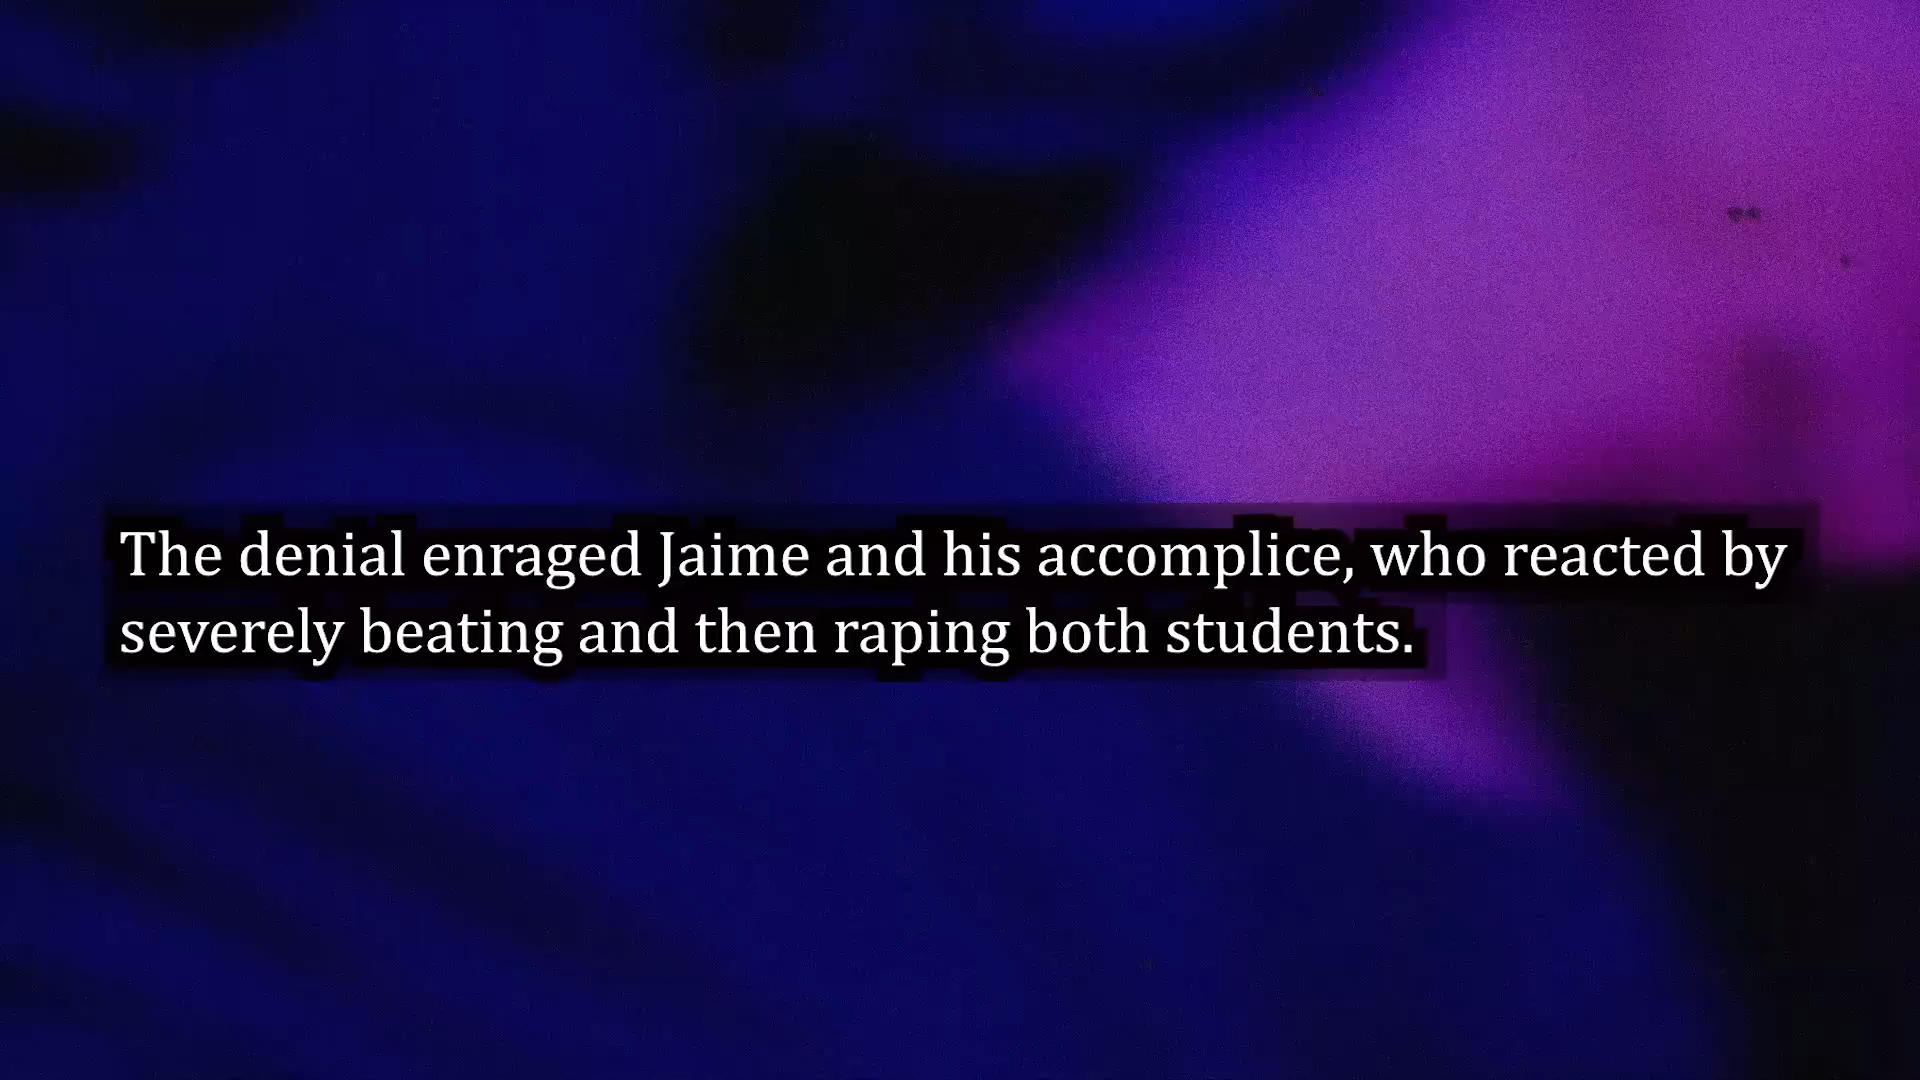 The denial enraged Jaime and his accomplice, who reacted by
severely beating and then raping both students.